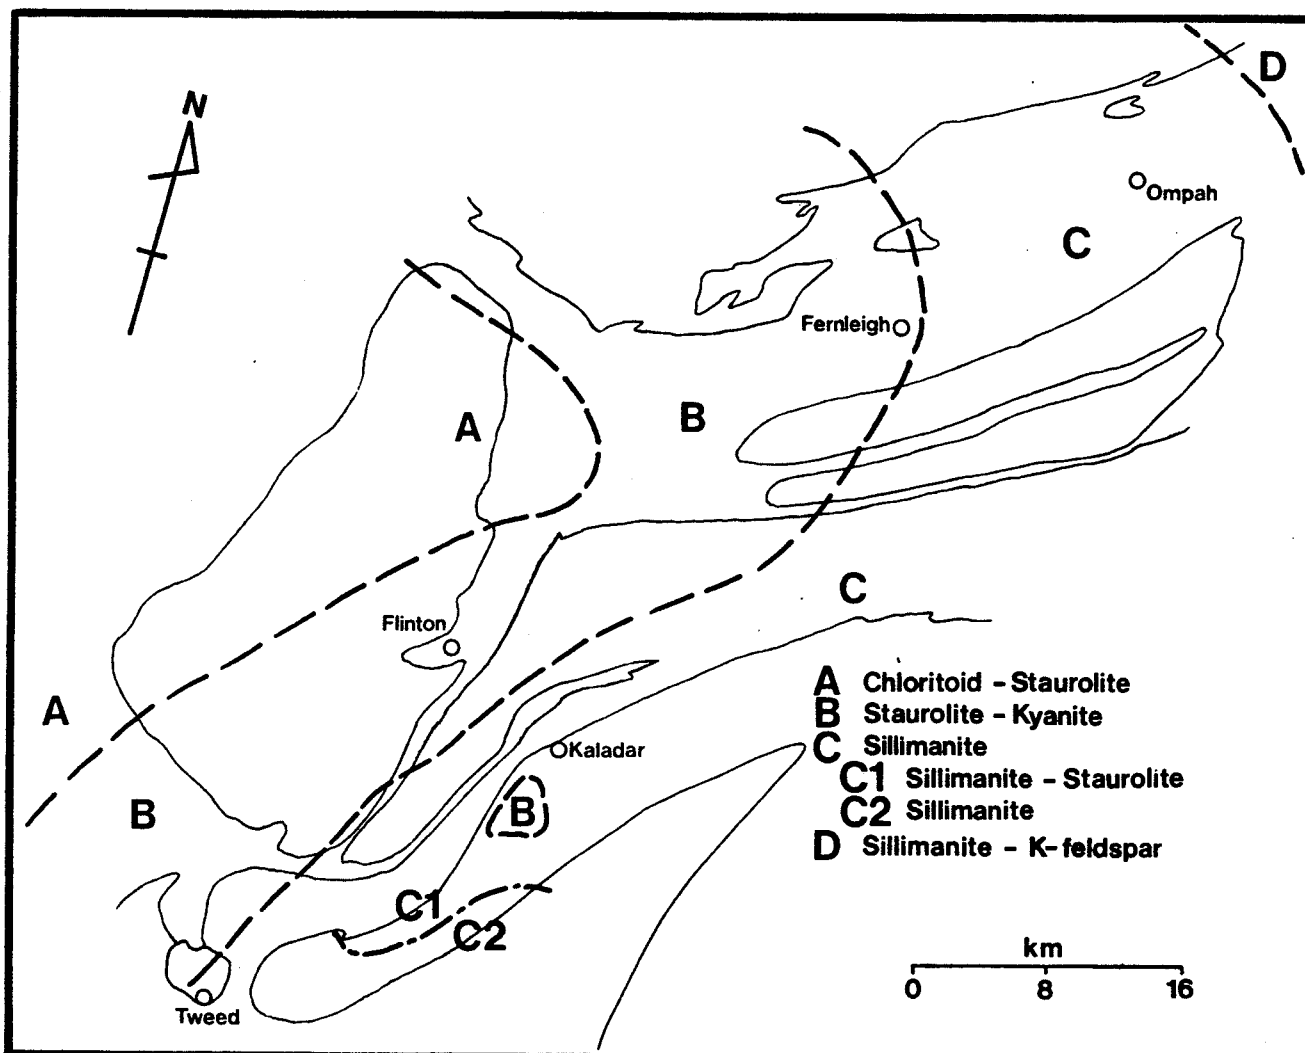 N
D
Ompah
C
Fernleigh
A
B
C
Flinton
A
Kaladar
B
B
C1
C2
Tweed
A Chloritoid - Staurolite
B Staurolite - Kyanite
C Sillimanite
C1 Sillimanite - Staurolite
C2 Sillimanite
D Sillimanite - K-feldspar
km
0 8 16